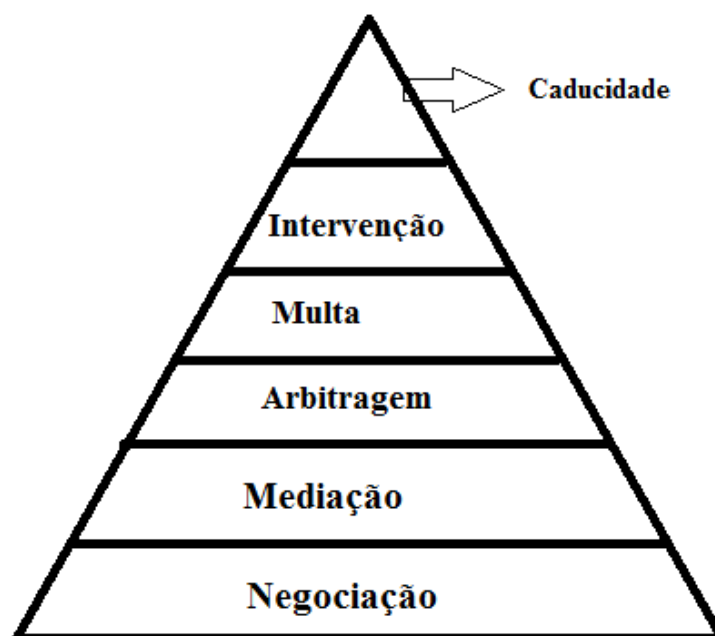 Caducidade
Intervenção
Multa
Arbitragem
Mediação
Negociação